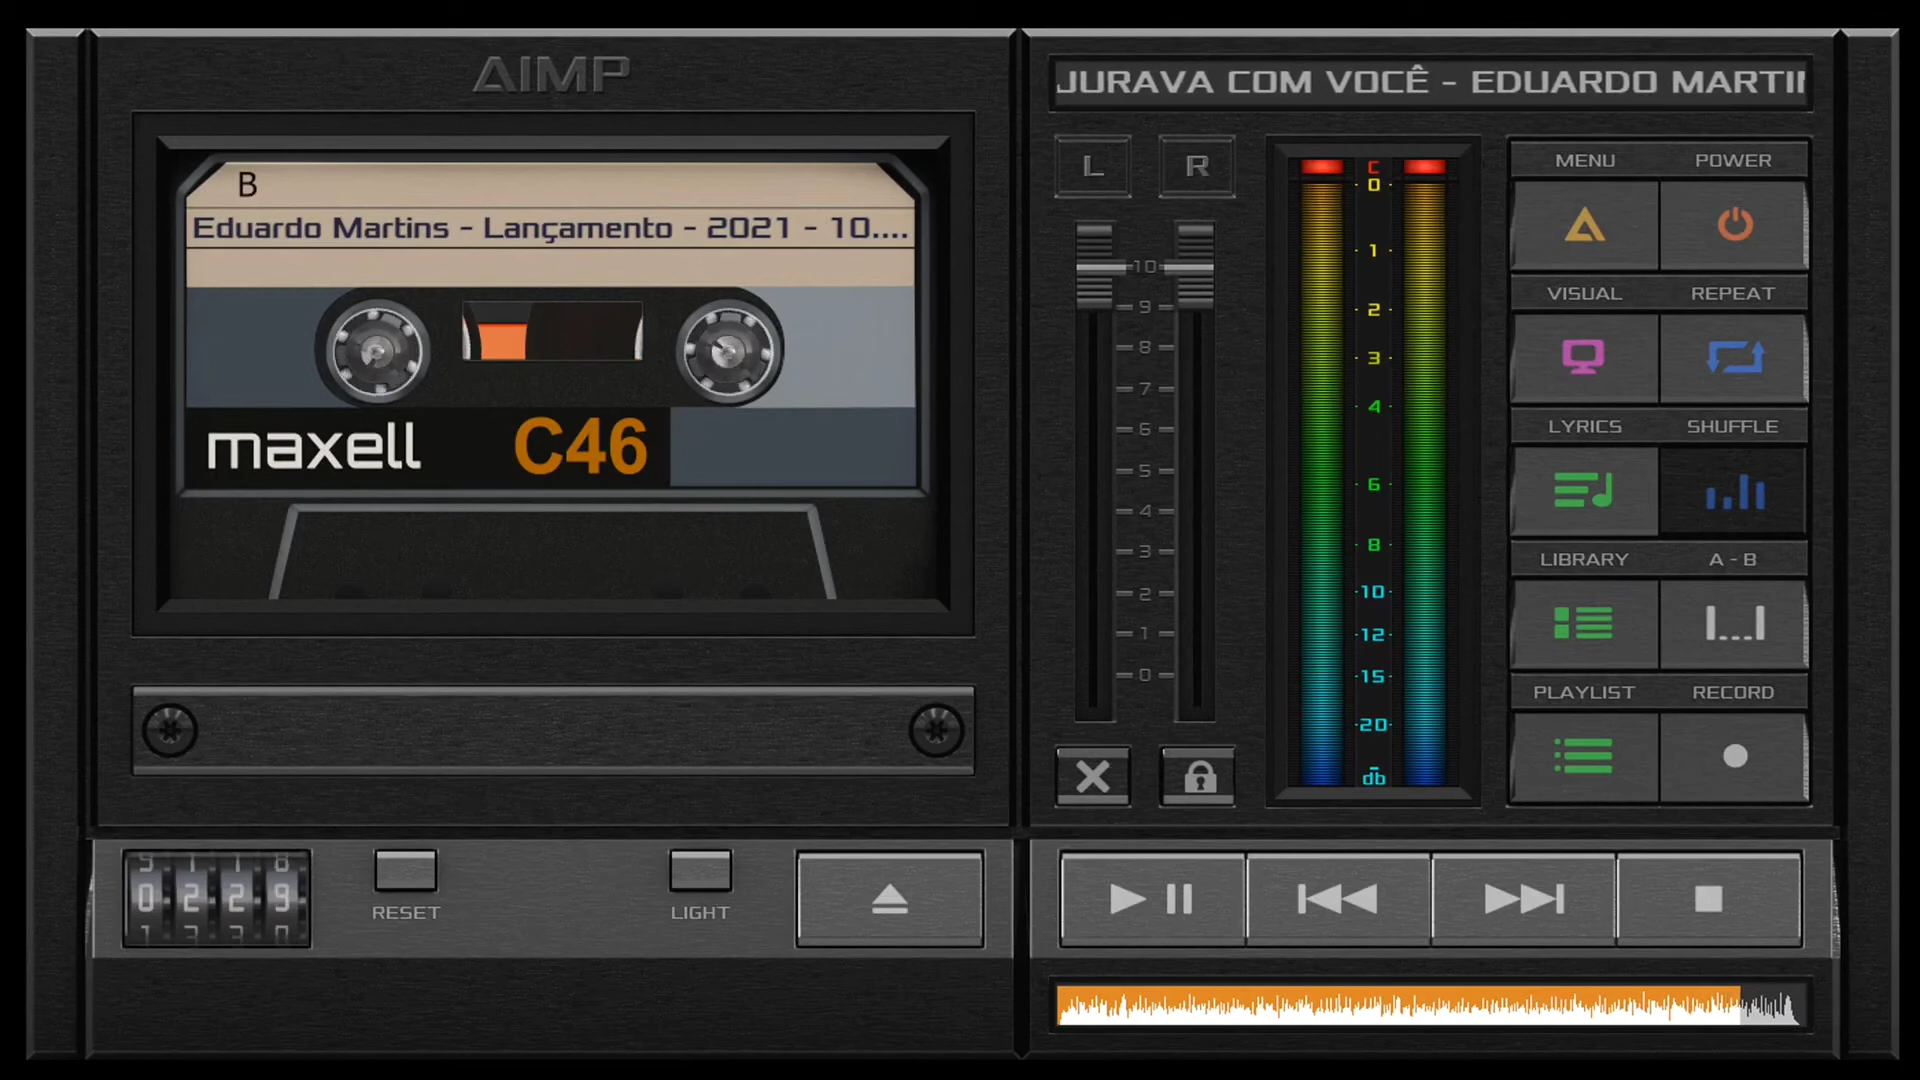 AIMP
JURAVA COM VOCÊ - EDUARDO MARTI
B
Eduardo Martins - Lançamento - 2021 - 10....
maxell
C46
L R
10
9
8
7
6
5
4
3
2
1
0
C
0
1
2
3
4
6
8
10
12
15
20
db
MENU POWER
VISUAL REPEAT
LYRICS SHUFFLE
LIBRARY A - B
PLAYLIST RECORD
0229
RESET
LIGHT